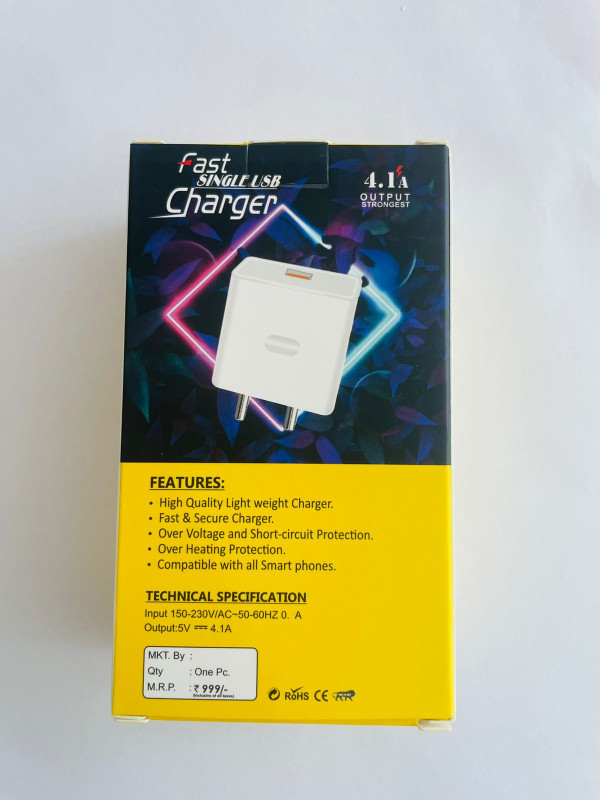 Fast
SINGLE USB
Charger
4.1A
OUTPUT
STRONGEST
FEATURES:
• High Quality Light weight Charger.
• Fast & Secure Charger.
• Over Voltage and Short-circuit Protection.
• Over Heating Protection.
• Compatible with all Smart phones.
TECHNICAL SPECIFICATION
Input 150-230V/AC~50-60HZ 0. A
Output:5V ⎓ 4.1A
MKT. By :
Qty : One Pc.
M.R.P. : ₹ 999/-
(Inclusive of all taxes)
RoHS CE